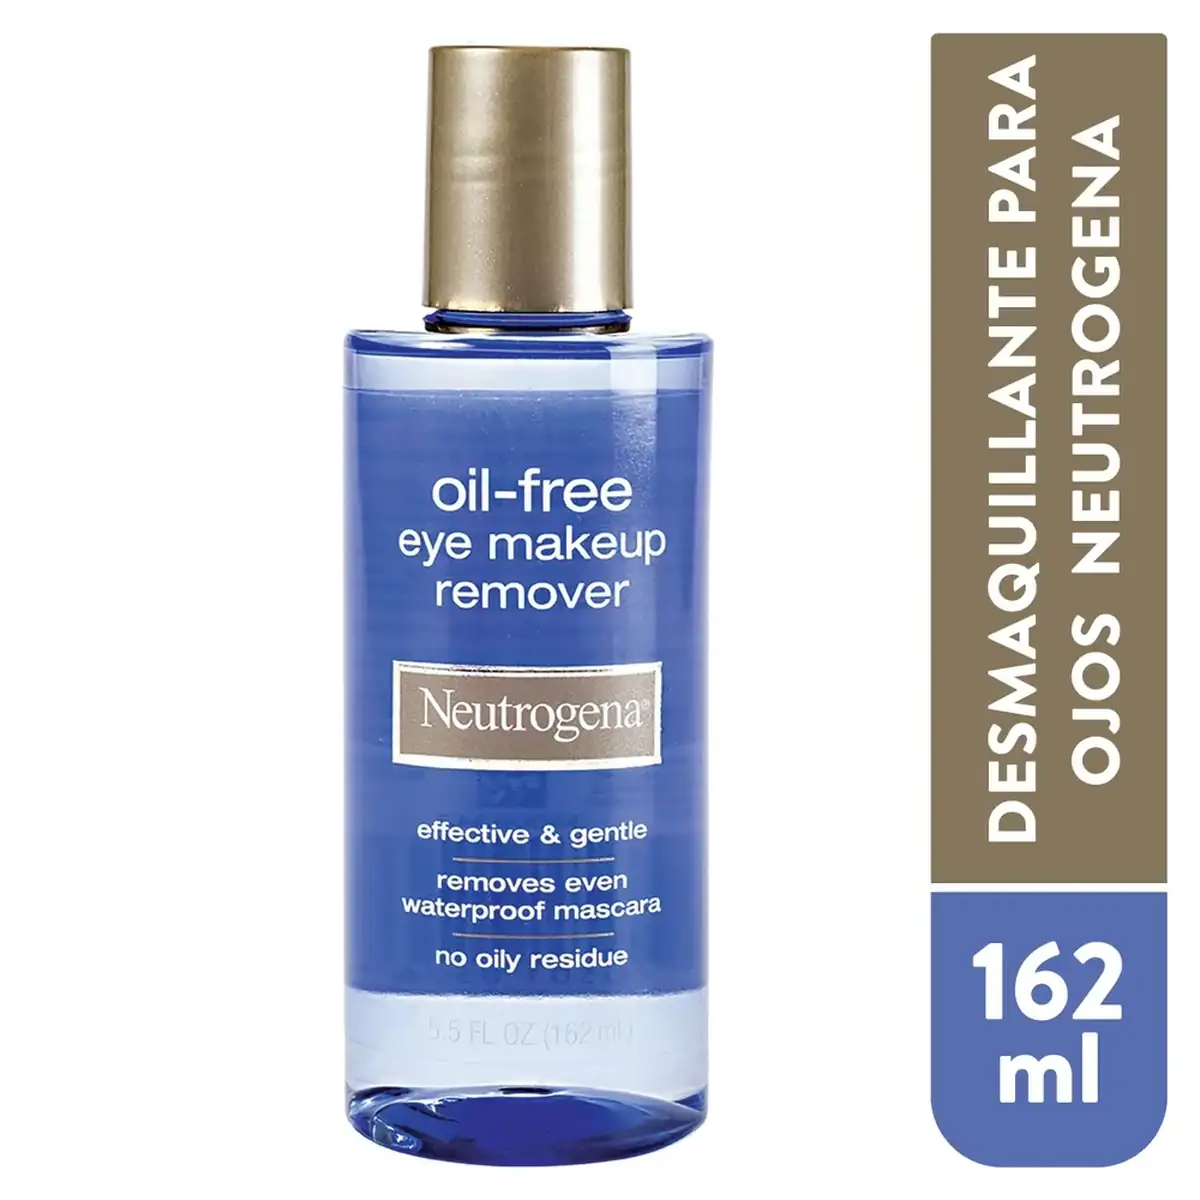 oil-free
eye makeup
remover
Neutrogena®
effective & gentle
removes even
waterproof mascara
no oily residue
5.5 FL OZ (162 mL)
DESMAQUILLANTE PARA
OJOS NEUTROGENA
162
ml